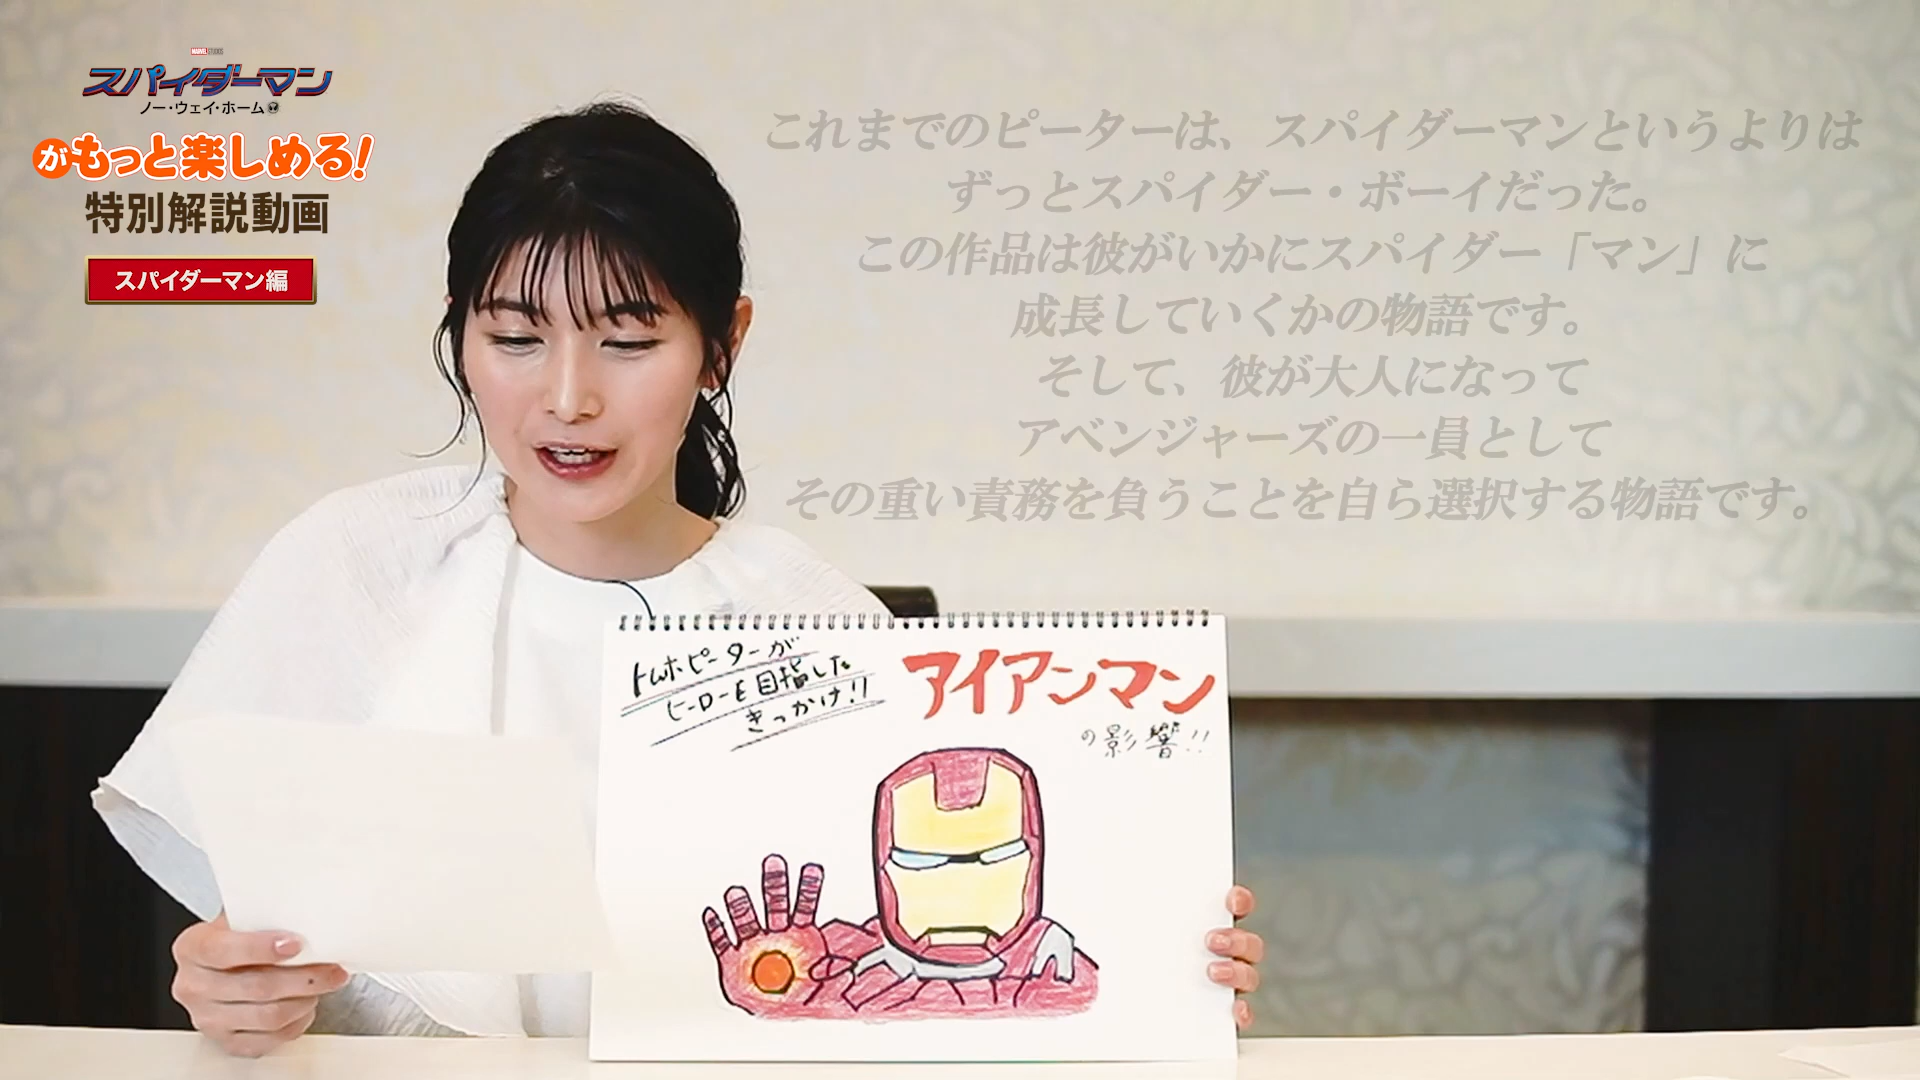 MARVEL STUDIOS
スパイダーマン
ノー・ウェイ・ホーム
がもっと楽しめる!
特別解説動画
スパイダーマン編
これまでのピーターは、スパイダーマンというよりは
ずっとスパイダー・ボーイだった。
この作品は彼がいかにスパイダー「マン」に
成長していくかの物語です。
そして、彼が大人になって
アベンジャーズの一員として
その重い責務を負うことを自ら選択する物語です。
トムホピーターが
ヒーローを目指した
きっかけ!!
アイアンマン
の影響!!